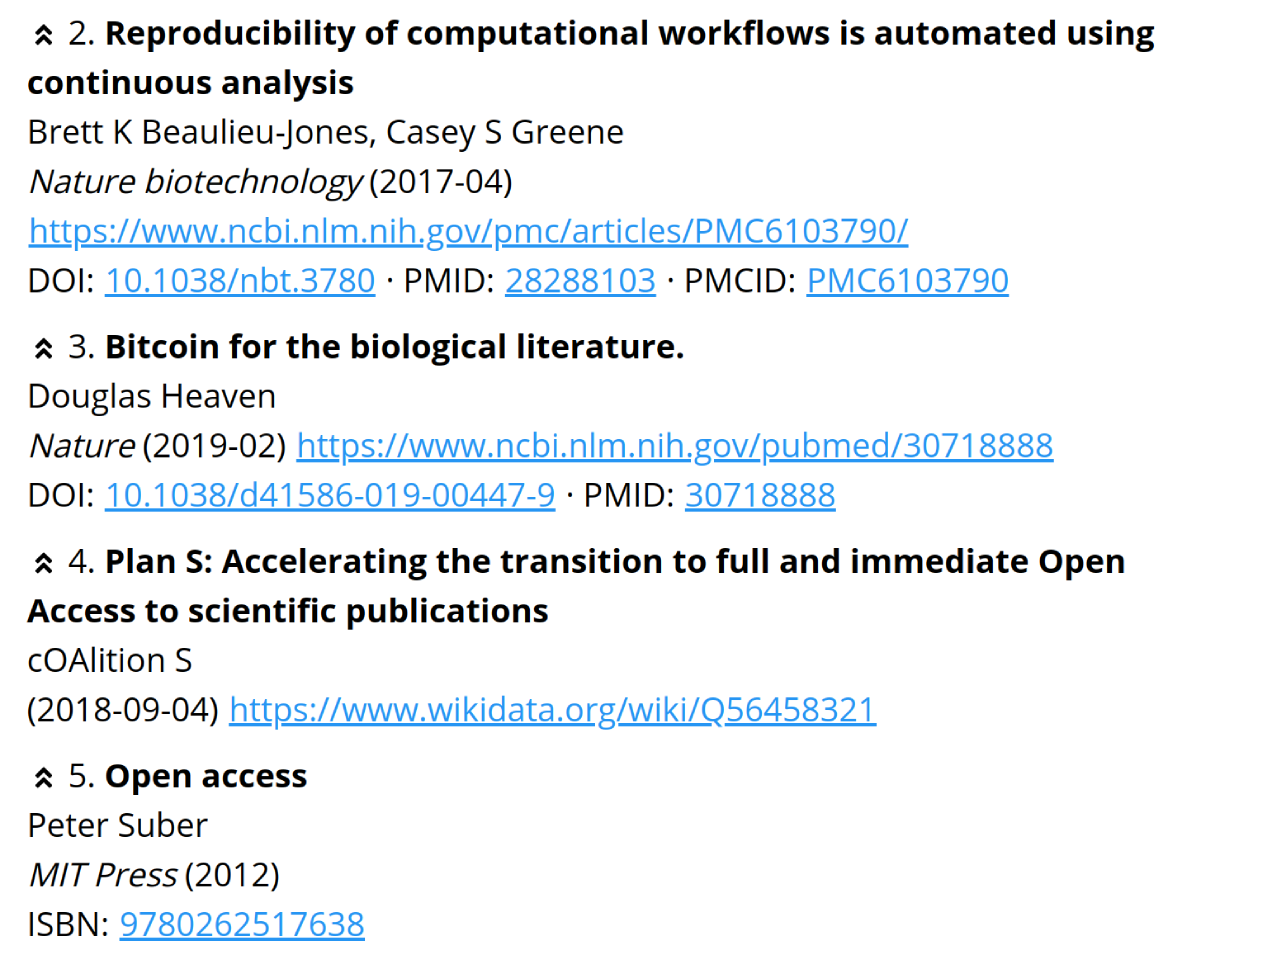 2. Reproducibility of computational workflows is automated using
continuous analysis
Brett K Beaulieu-Jones, Casey S Greene
Nature biotechnology (2017-04)
https://www.ncbi.nlm.nih.gov/pmc/articles/PMC6103790/
DOI: 10.1038/nbt.3780 · PMID: 28288103 · PMCID: PMC6103790
3. Bitcoin for the biological literature.
Douglas Heaven
Nature (2019-02) https://www.ncbi.nlm.nih.gov/pubmed/30718888
DOI: 10.1038/d41586-019-00447-9 · PMID: 30718888
4. Plan S: Accelerating the transition to full and immediate Open
Access to scientific publications
cOAlition S
(2018-09-04) https://www.wikidata.org/wiki/Q56458321
5. Open access
Peter Suber
MIT Press (2012)
ISBN: 9780262517638